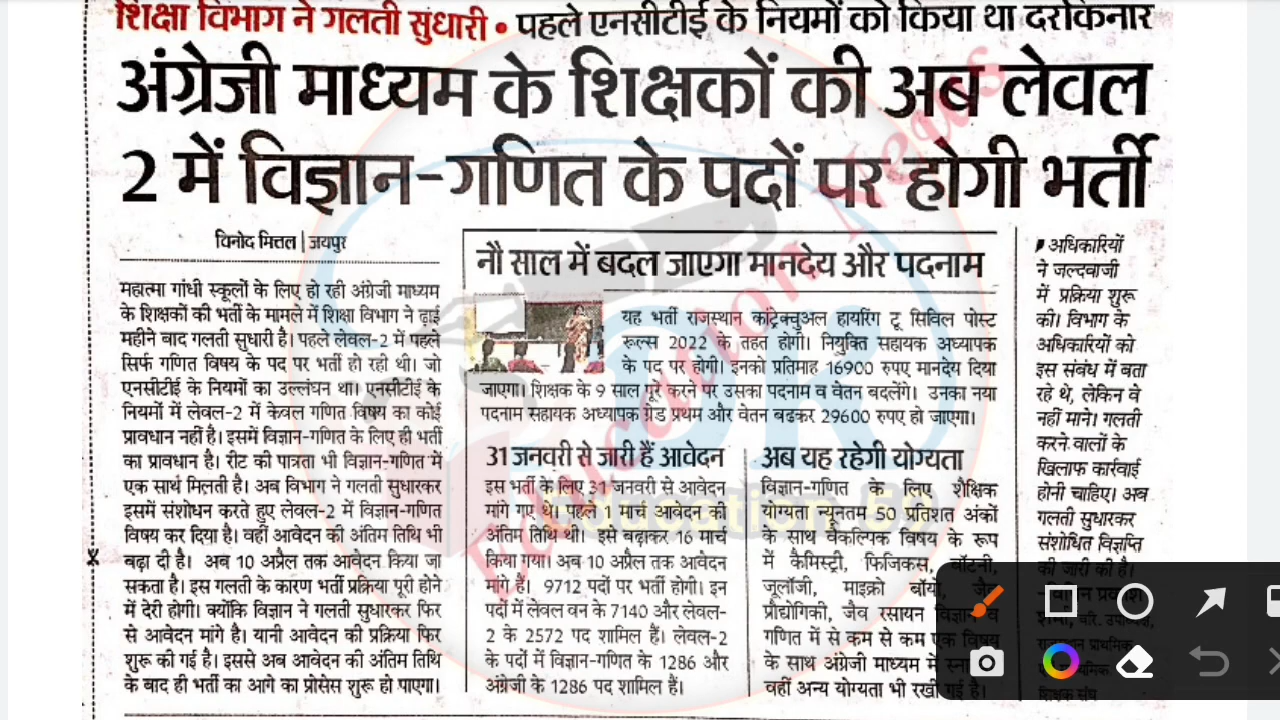 शिक्षा विभाग ने गलती सुधारी • पहले एनसीटीई के नियमों को किया था दरकिनार
अंग्रेजी माध्यम के शिक्षकों की अब लेवल
2 में विज्ञान-गणित के पदों पर होगी भर्ती
विनोद मित्तल | जयपुर
महात्मा गांधी स्कूलों के लिए हो रही अंग्रेजी माध्यम
के शिक्षकों की भर्ती के मामले में शिक्षा विभाग ने ढाई
महीने बाद गलती सुधारी है। पहले लेवल-2 में पहले
सिर्फ गणित विषय के पद पर भर्ती हो रही थी। जो
एनसीटीई के नियमों का उल्लंघन था। एनसीटीई के
नियमों में लेवल-2 में केवल गणित विषय का कोई
प्रावधान नहीं है। इसमें विज्ञान-गणित के लिए ही भर्ती
का प्रावधान है। रीट की पात्रता भी विज्ञान-गणित में
एक साथ मिलती है। अब विभाग ने गलती सुधारकर
इसमें संशोधन करते हुए लेवल-2 में विज्ञान-गणित
विषय कर दिया है। वहीं आवेदन की अंतिम तिथि भी
बढ़ा दी है। अब 10 अप्रैल तक आवेदन किया जा
सकता है। इस गलती के कारण भर्ती प्रक्रिया पूरी होने
में देरी होगी। क्योंकि विज्ञान ने गलती सुधारकर फिर
से आवेदन मांगे है। यानी आवेदन की प्रक्रिया फिर
शुरू की गई है। इससे अब आवेदन की अंतिम तिथि
के बाद ही भर्ती का आगे का प्रोसेस शुरू हो पाएगा।
नौ साल में बदल जाएगा मानदेय और पदनाम
यह भर्ती राजस्थान कांट्रेक्चुअल हायरिंग टू सिविल पोस्ट
रूल्स 2022 के तहत होगी। नियुक्ति सहायक अध्यापक
के पद पर होगी। इनको प्रतिमाह 16900 रुपए मानदेय दिया
जाएगा। शिक्षक के 9 साल पूरे करने पर उसका पदनाम व वेतन बदलेंगे। उनका नया
पदनाम सहायक अध्यापक ग्रेड प्रथम और वेतन बढकर 29600 रुपए हो जाएगा।
31 जनवरी से जारी हैं आवेदन
इस भर्ती के लिए 31 जनवरी से आवेदन
मांगे गए थे। पहले 1 मार्च आवेदन की
अंतिम तिथि थी। इसे बढ़ाकर 16 मार्च
किया गया। अब 10 अप्रैल तक आवेदन
मांगे हैं। 9712 पदों पर भर्ती होगी। इन
पदों में लेवल वन के 7140 और लेवल-
2 के 2572 पद शामिल हैं। लेवल-2
के पदों में विज्ञान-गणित के 1286 और
अंग्रेजी के 1286 पद शामिल हैं।
अब यह रहेगी योग्यता
विज्ञान-गणित के लिए शैक्षिक
योग्यता न्यूनतम 50 प्रतिशत अंकों
के साथ वैकल्पिक विषय के रूप
में कैमिस्ट्री, फिजिकस, बॉटनी,
जूलॉजी, माइक्रो बॉयो, जैव
प्रौद्योगिकी, जैव रसायन विज्ञान व
गणित में से कम से कम एक विषय
के साथ अंग्रेजी माध्यम में
वहीं अन्य योग्यता भी रखी गई है।
अधिकारियों
ने जल्दवाजी
में प्रक्रिया शुरू
की। विभाग के
अधिकारियों को
इस संबंध में बता
रहे थे, लेकिन वे
नहीं माने। गलती
करने वालों के
खिलाफ कार्रवाई
होनी चाहिए। अब
गलती सुधारकर
संशोधित विज्ञप्ति
की जारी की है।
Education News
Education 59